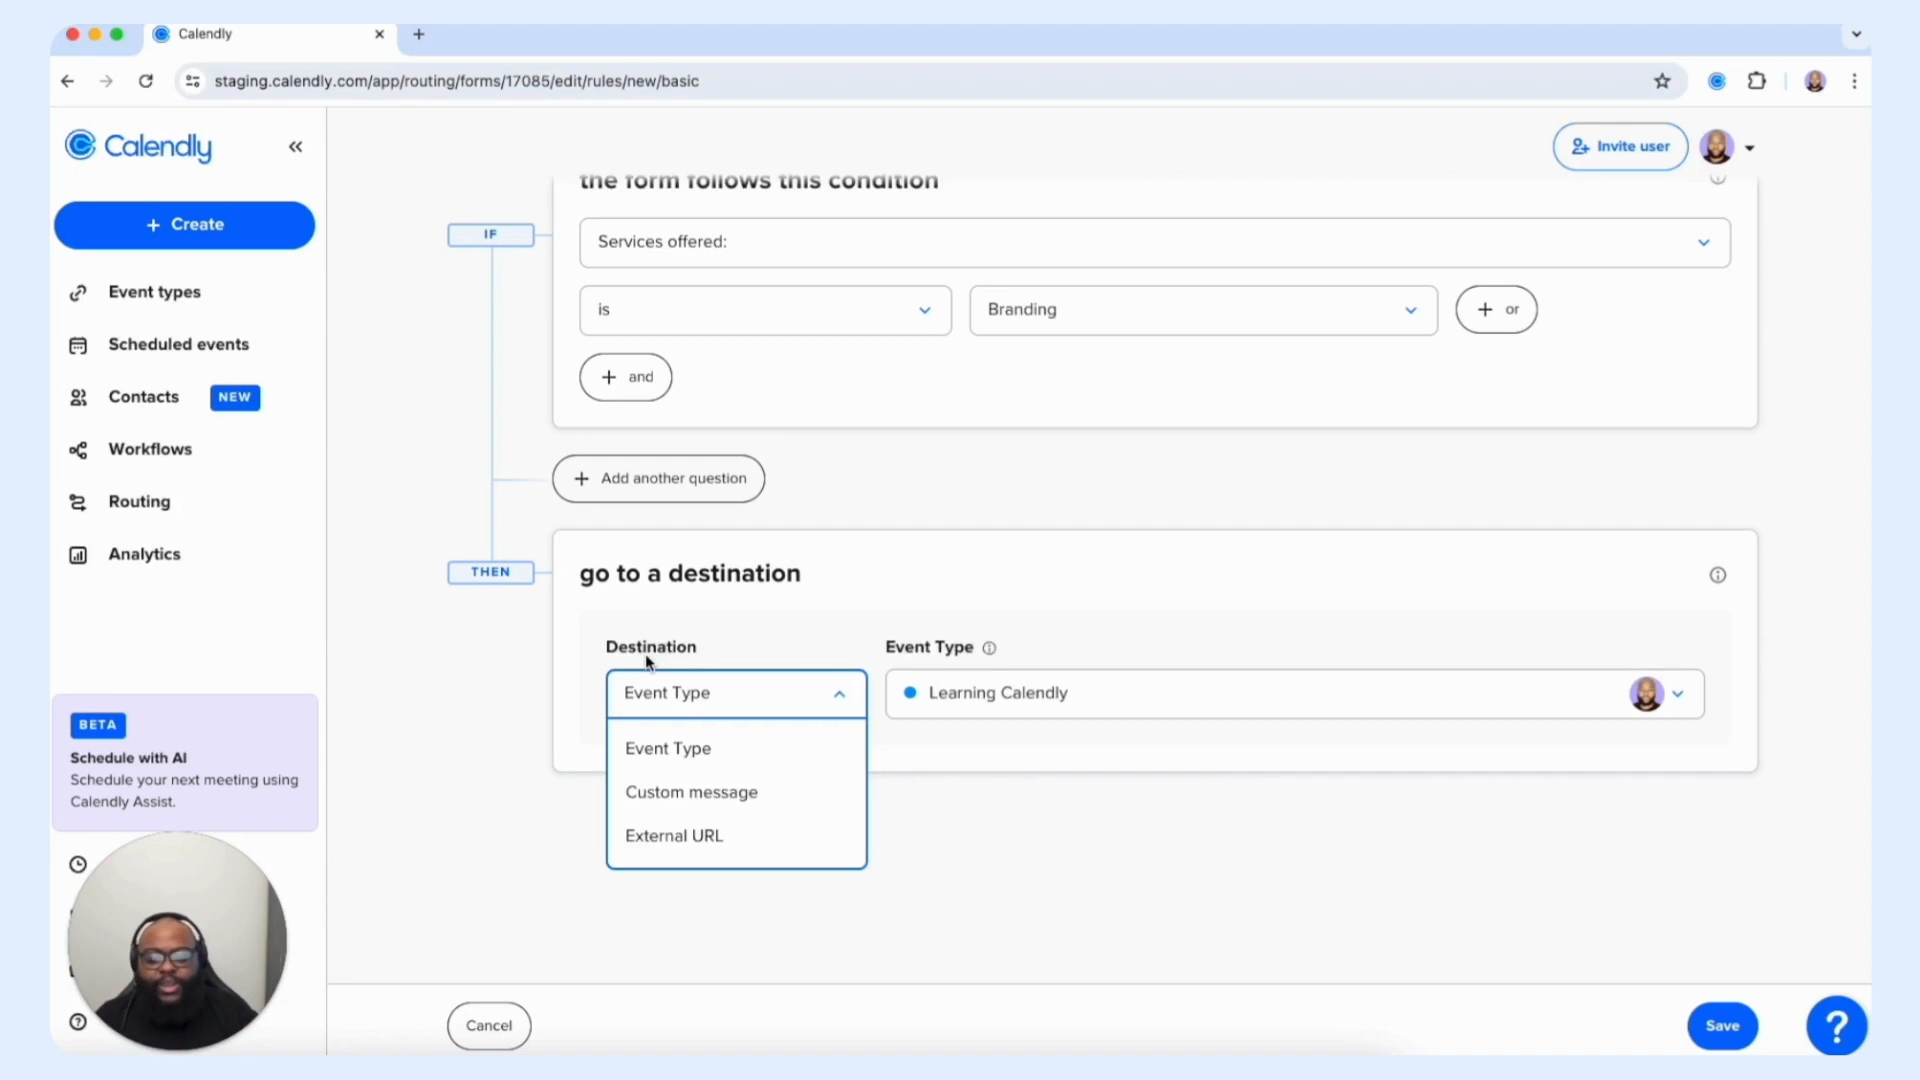 Calendly
staging.calendly.com/app/routing/forms/17085/edit/rules/new/basic
Calendly
Invite user
+ Create
Event types
Scheduled events
Contacts NEW
Workflows
Routing
Analytics
BETA
Schedule with AI
Schedule your next meeting using
Calendly Assist.
the form follows this condition
IF
Services offered:
is
Branding
+ or
+ and
+ Add another question
THEN
go to a destination
Destination
Event Type
Event Type
Learning Calendly
Event Type
Custom message
External URL
Cancel
Save
?